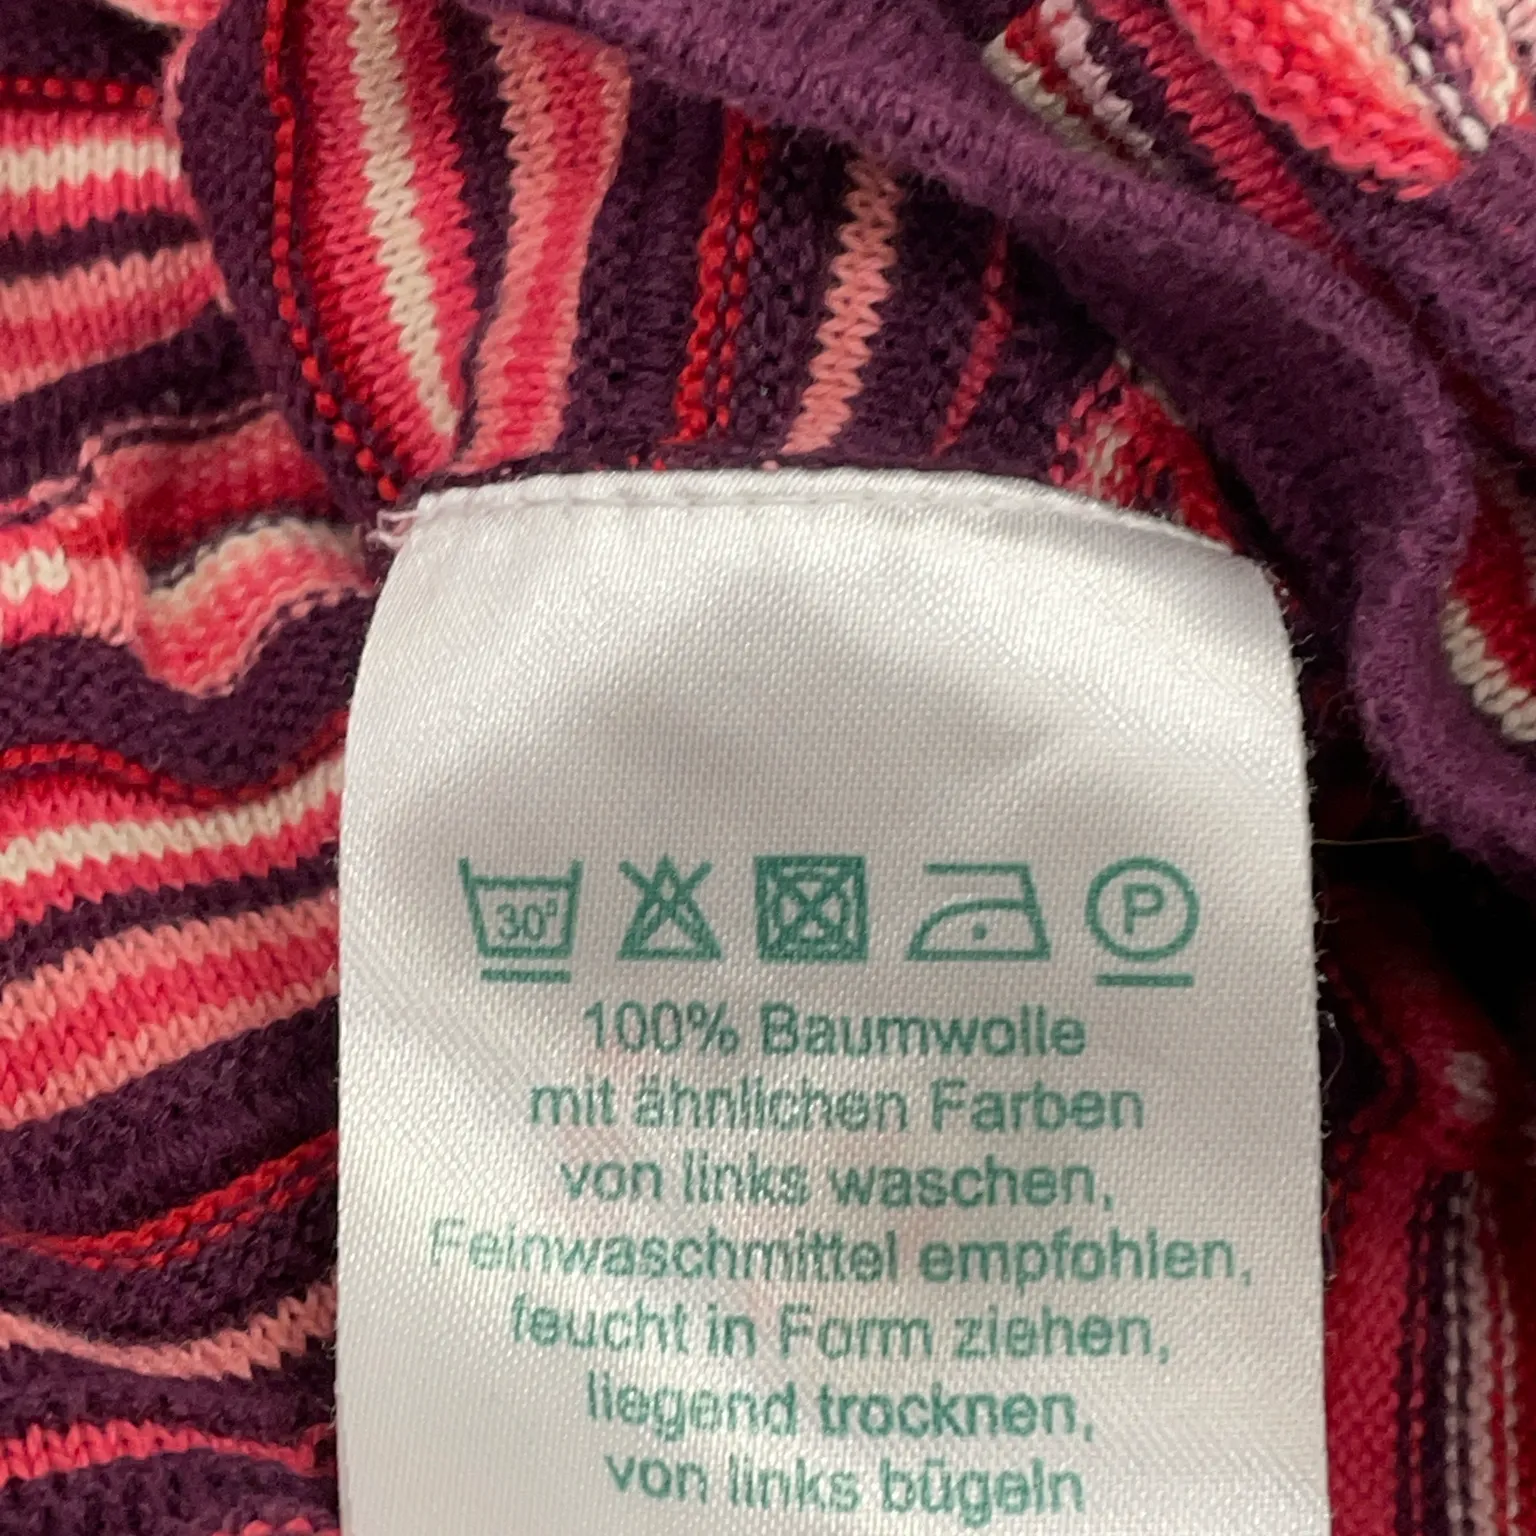 30°
P
100% Baumwolle
mit ähnlichen Farben
von links waschen,
Feinwaschmittel empfohlen,
feucht in Form ziehen,
liegend trocknen,
von links bügeln